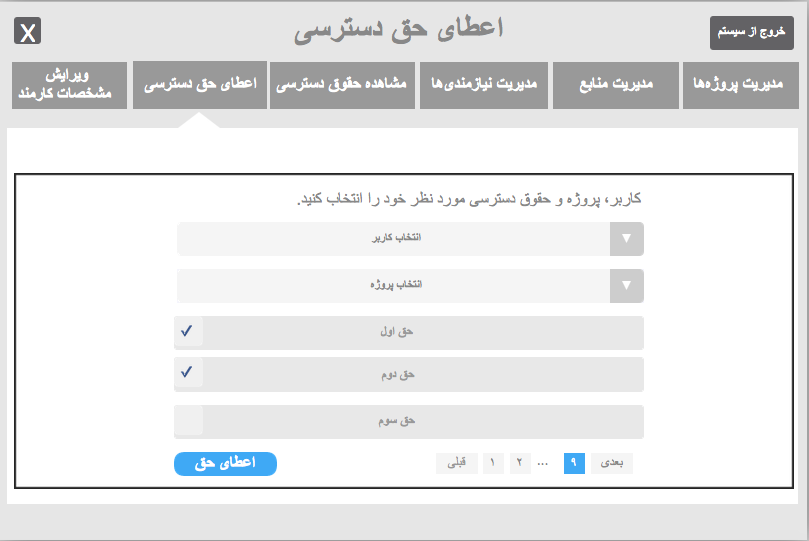 خروج از سیستم
اعطای حق دسترسی
X
مدیریت پروژه‌ها
مدیریت منابع
مدیریت نیازمندی‌ها
مشاهده حقوق دسترسی
اعطای حق دسترسی
ویرایش
مشخصات کارمند
کاربر، پروژه و حقوق دسترسی مورد نظر خود را انتخاب کنید.
انتخاب کاربر
انتخاب پروژه
حق اول
حق دوم
حق سوم
بعدی ۹ ... ۲ ۱ قبلی
اعطای حق